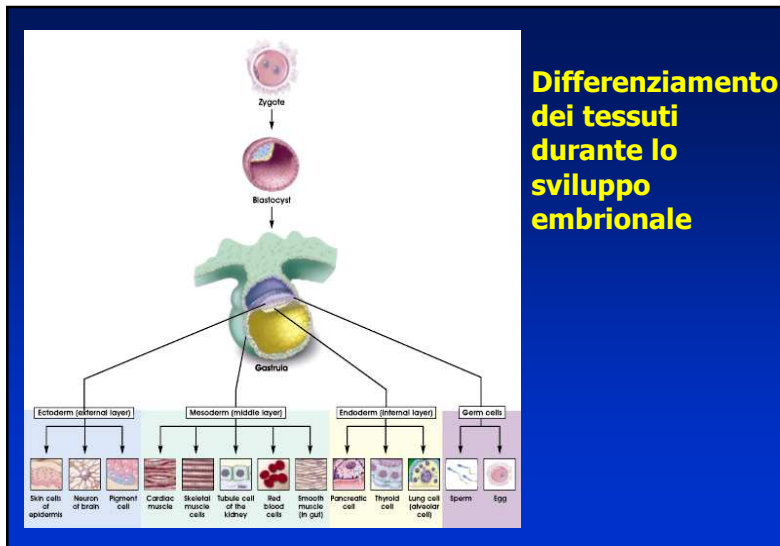 Differenziamento
dei tessuti
durante lo
sviluppo
embrionale
Zygote
Blastocyst
Gastrula
Ectoderm (external layer)
Mesoderm (middle layer)
Endoderm (internal layer)
Germ cells
Skin cells
of
epidermis
Neuron
of brain
Pigment
cell
Cardiac
muscle
Skeletal
muscle
cells
Tubule cell
of the
kidney
Red
blood
cells
Smooth
muscle
(in gut)
Pancreatic
cell
Thyroid
cell
Lung cell
(alveolar
cell)
Sperm
Egg